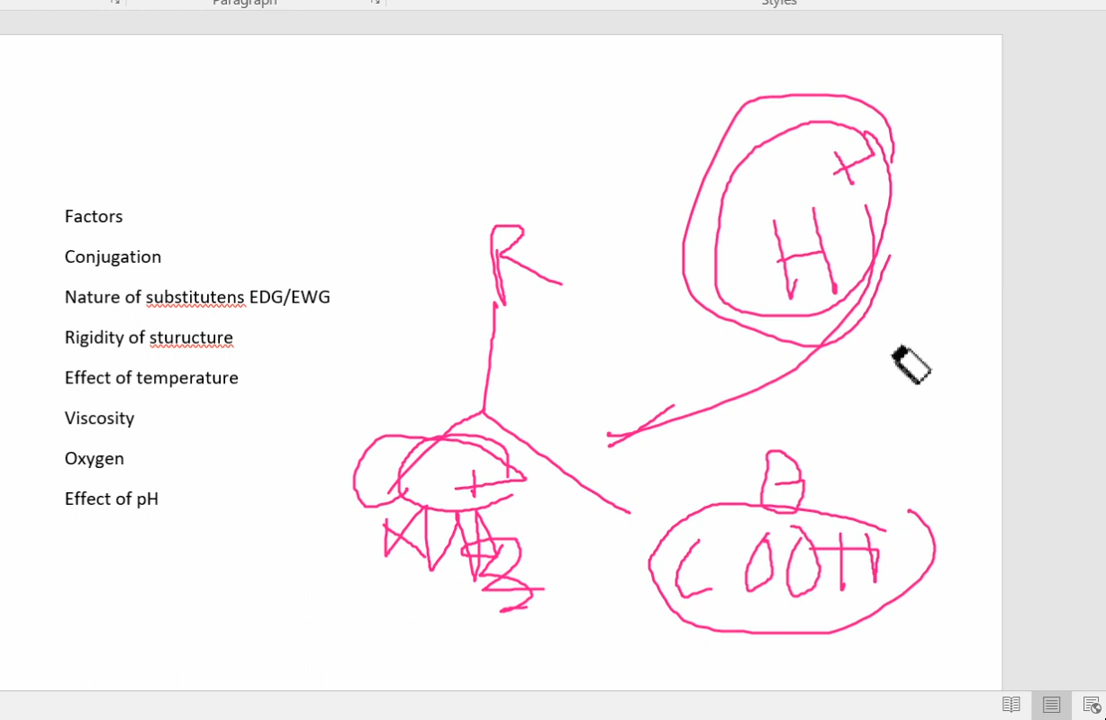 Paragraph
Styles
Factors
Conjugation
Nature of substitutens EDG/EWG
Rigidity of sturucture
Effect of temperature
Viscosity
Oxygen
Effect of pH
R
H +
+
COOH